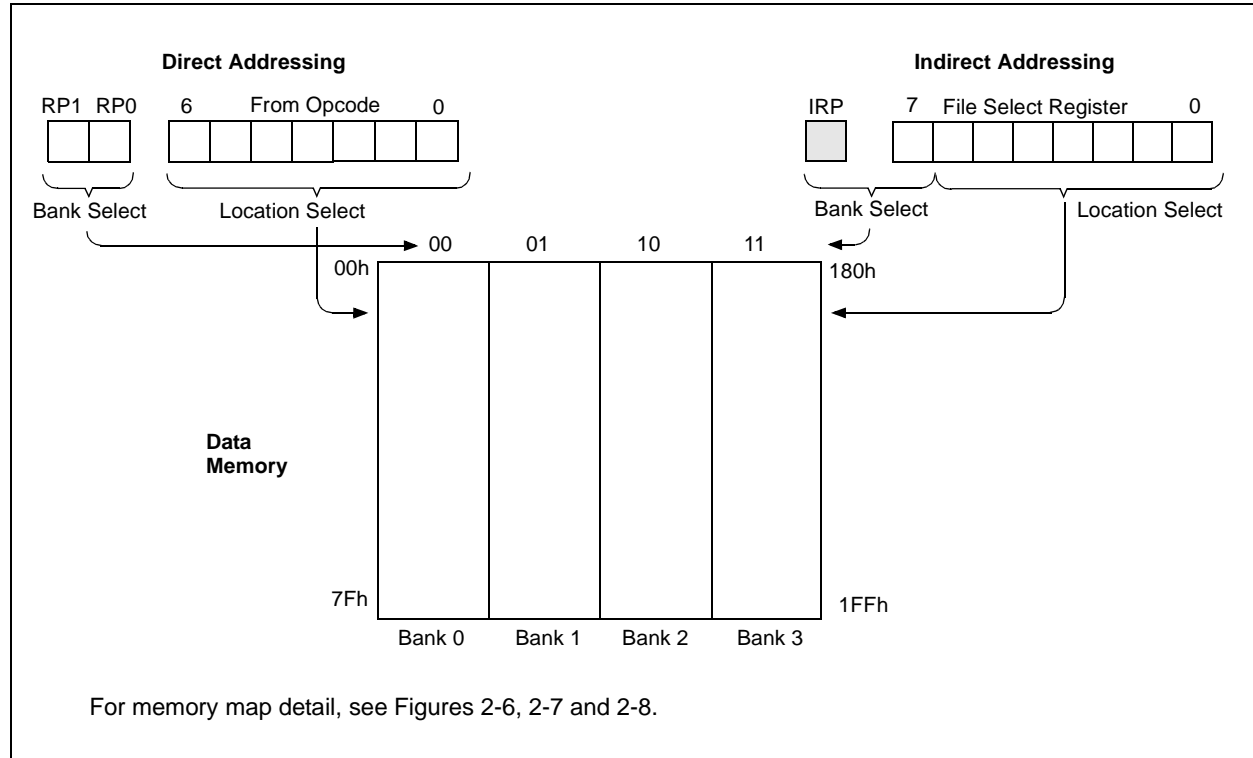 Direct Addressing
Indirect Addressing
RP1 RP0 6 From Opcode 0
IRP 7 File Select Register 0
Bank Select Location Select
Bank Select Location Select
00 01 10 11
00h 180h
Data
Memory
7Fh 1FFh
Bank 0 Bank 1 Bank 2 Bank 3
For memory map detail, see Figures 2-6, 2-7 and 2-8.